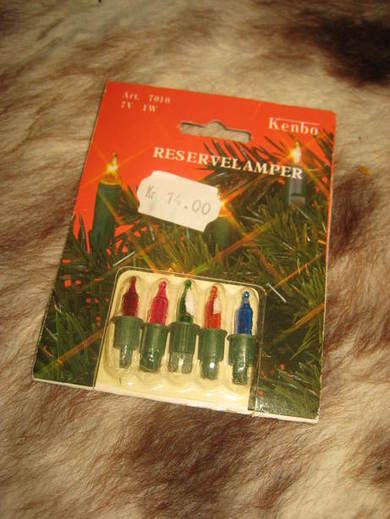 Art. 7010
7V 1W
Kenbo
RESERVELAMPER
Kr 14.00